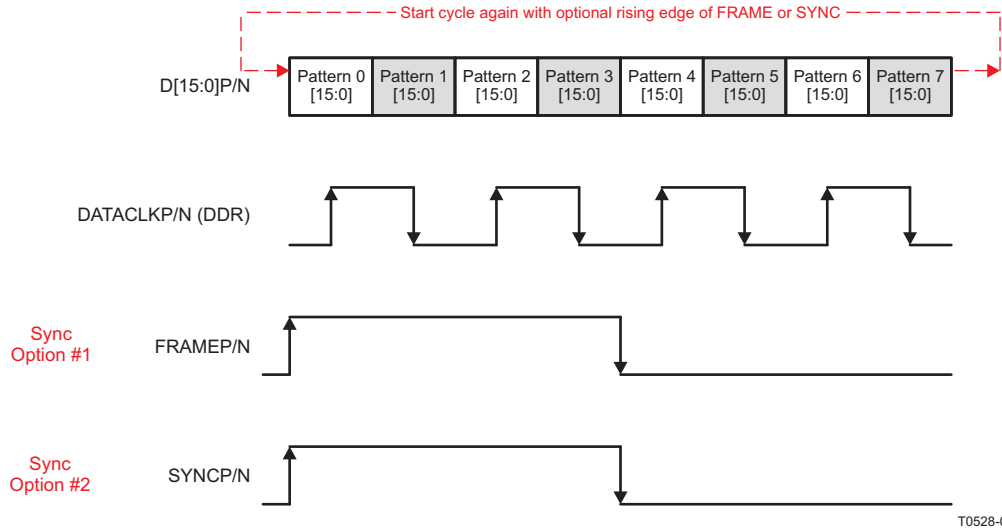 Start cycle again with optional rising edge of FRAME or SYNC
D[15:0]P/N
Pattern 0
[15:0]
Pattern 1
[15:0]
Pattern 2
[15:0]
Pattern 3
[15:0]
Pattern 4
[15:0]
Pattern 5
[15:0]
Pattern 6
[15:0]
Pattern 7
[15:0]
DATACLKP/N (DDR)
Sync
Option #1
FRAMEP/N
Sync
Option #2
SYNCP/N